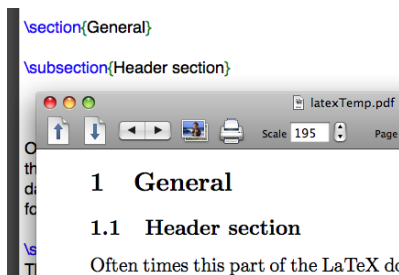 \section{General}
\subsection{Header section}
latexTemp.pdf
Scale 195 Page
1 General
1.1 Header section
Often times this part of the LaTeX do